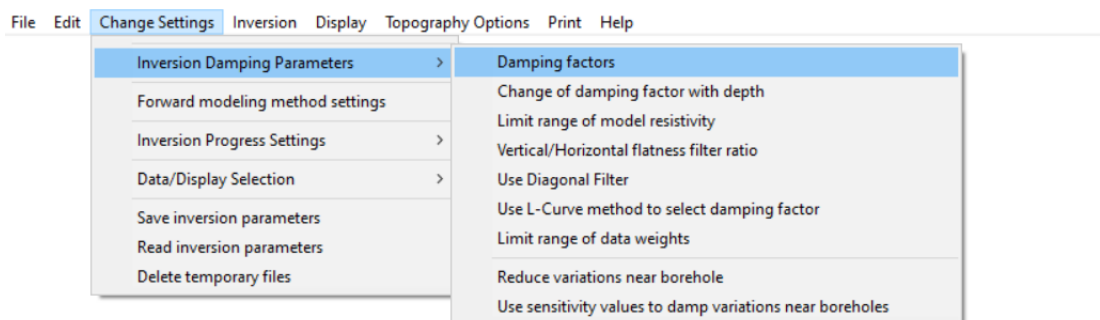 File Edit Change Settings Inversion Display Topography Options Print Help
Inversion Damping Parameters >
Forward modeling method settings
Inversion Progress Settings >
Data/Display Selection >
Save inversion parameters
Read inversion parameters
Delete temporary files
Damping factors
Change of damping factor with depth
Limit range of model resistivity
Vertical/Horizontal flatness filter ratio
Use Diagonal Filter
Use L-Curve method to select damping factor
Limit range of data weights
Reduce variations near borehole
Use sensitivity values to damp variations near boreholes